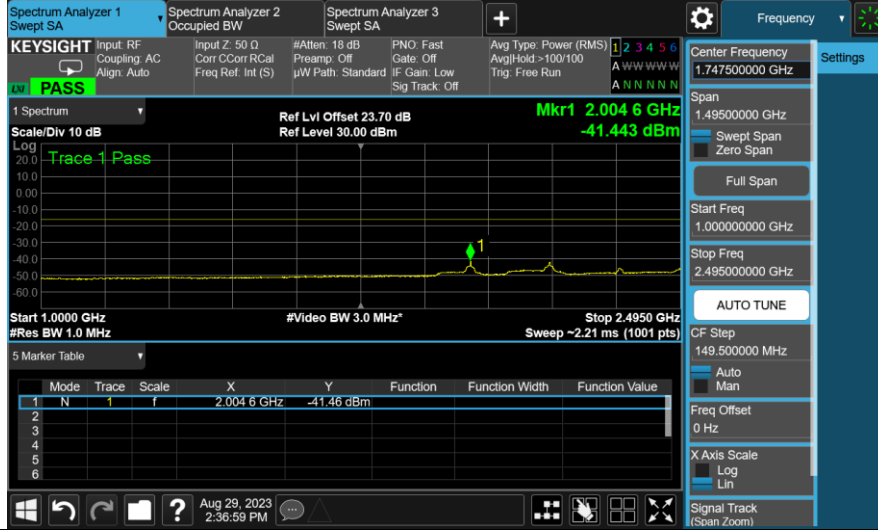 Spectrum Analyzer 1
Swept SA
Spectrum Analyzer 2
Occupied BW
Spectrum Analyzer 3
Swept SA
Frequency
KEYSIGHT
LXI
PASS
Input: RF
Coupling: AC
Align: Auto
Input Z: 50 Ω
Corr CCorr RCal
Freq Ref: Int (S)
#Atten: 18 dB
Preamp: Off
µW Path: Standard
PNO: Fast
Gate: Off
IF Gain: Low
Sig Track: Off
Avg Type: Power (RMS)
Avg|Hold:>100/100
Trig: Free Run
1 2 3 4 5 6
A W W W W W
A N N N N N
1 Spectrum
Scale/Div 10 dB
Ref Lvl Offset 23.70 dB
Ref Level 30.00 dBm
Mkr1 2.004 6 GHz
-41.443 dBm
Log
Trace 1 Pass
20.0
10.0
0.00
-10.0
-20.0
-30.0
-40.0
-50.0
-60.0
1
Start 1.0000 GHz
#Res BW 1.0 MHz
#Video BW 3.0 MHz*
Stop 2.4950 GHz
Sweep ~2.21 ms (1001 pts)
5 Marker Table
Mode Trace Scale X Y Function Function Width Function Value
1 N 1 f 2.004 6 GHz -41.46 dBm
2
3
4
5
6
Aug 29, 2023
2:36:59 PM
Center Frequency
1.747500000 GHz
Span
1.49500000 GHz
Swept Span
Zero Span
Full Span
Start Freq
1.000000000 GHz
Stop Freq
2.495000000 GHz
AUTO TUNE
CF Step
149.500000 MHz
Auto
Man
Freq Offset
0 Hz
X Axis Scale
Log
Lin
Signal Track
(Span Zoom)
Settings